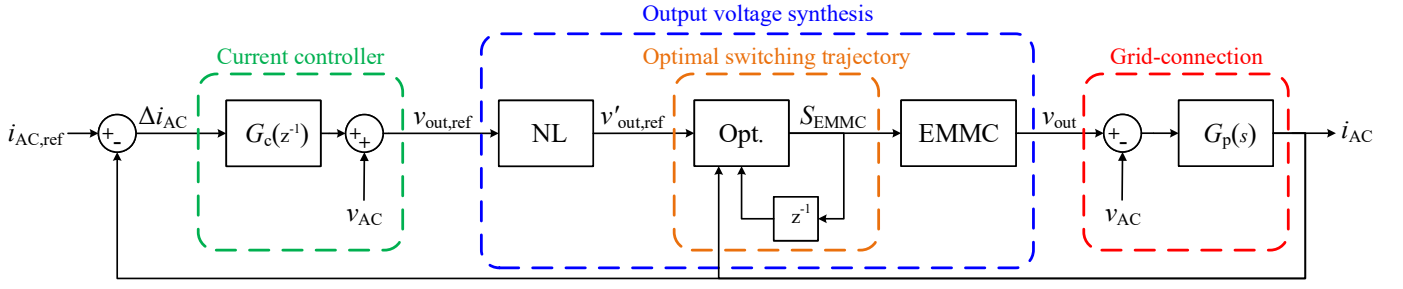 Output voltage synthesis
Current controller
Optimal switching trajectory
Grid-connection
i_AC,ref
+
-
Δi_AC
G_c(z^-1)
+
+
v_AC
v_out,ref
NL
v'_out,ref
Opt.
S_EMMC
z^-1
EMMC
v_out
+
-
v_AC
G_p(s)
i_AC